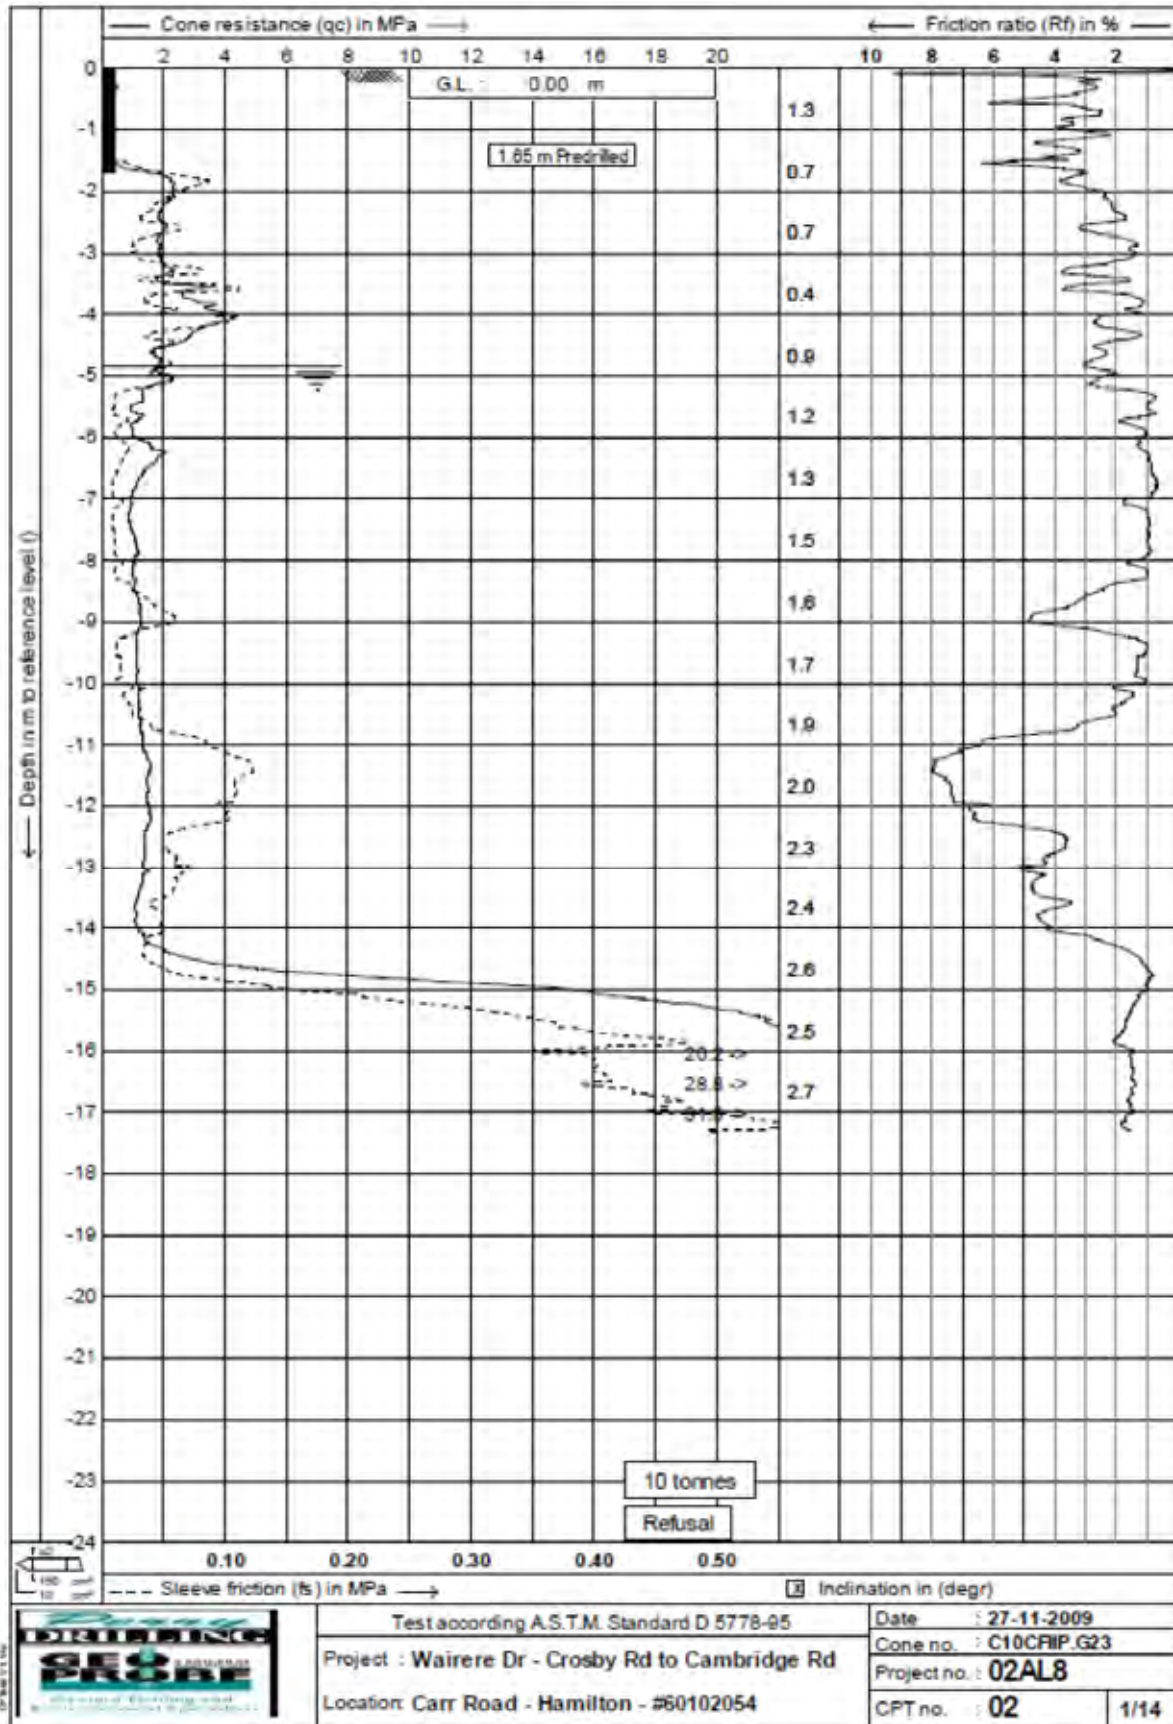 Cone resistance (qc) in MPa
Friction ratio (Rf) in %
2 4 6 8 10 12 14 16 18 20
10 8 6 4 2
0
G.L. : 0.00 m
1.3
-1
1.65 m Predrilled
0.7
-2
0.7
-3
0.4
-4
0.9
-5
1.2
-6
1.3
-7
1.5
-8
1.6
-9
1.7
-10
1.9
-11
2.0
-12
2.3
-13
2.4
-14
2.6
-15
2.5
-16
20.2 ->
28.8 ->
2.7
-17
-18
-19
-20
-21
-22
-23
10 tonnes
Refusal
-24
Depth in m to reference level ()
0.10 0.20 0.30 0.40 0.50
Sleeve friction (fs) in MPa
Inclination in (degr)
DRILLING
GEO
PROBE
Test according A.S.T.M. Standard D 5778-95
Project : Wairere Dr - Crosby Rd to Cambridge Rd
Location: Carr Road - Hamilton - #60102054
Date : 27-11-2009
Cone no. : C10CFIIP.G23
Project no. : 02AL8
CPT no. : 02
1/14